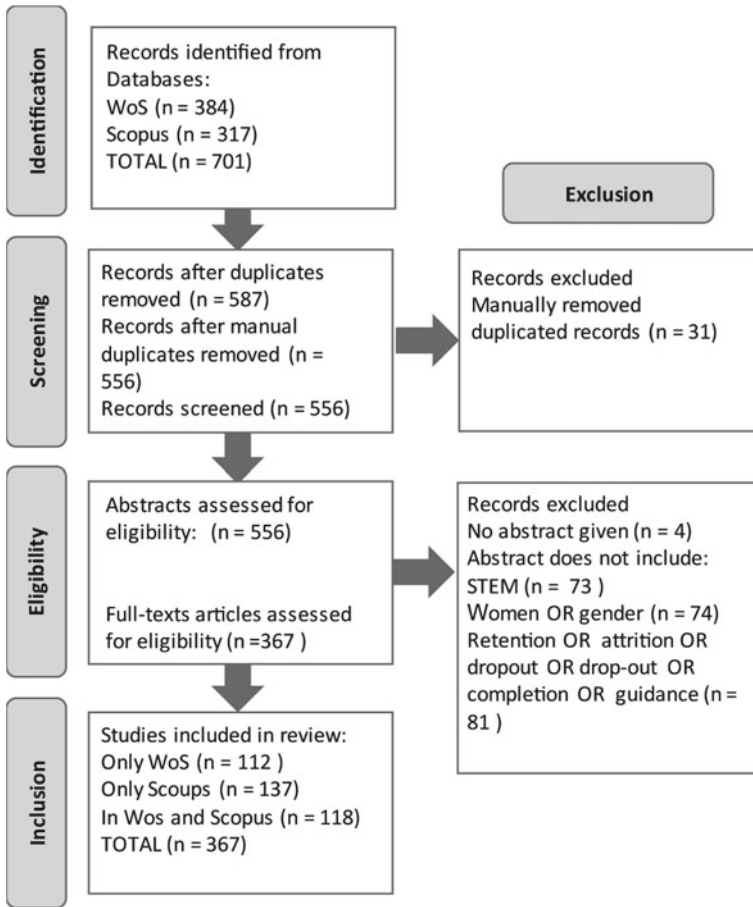 Identification
Records identified from
Databases:
WoS (n = 384)
Scopus (n = 317)
TOTAL (n = 701)
Exclusion
Screening
Records after duplicates
removed (n = 587)
Records after manual
duplicates removed (n =
556)
Records screened (n = 556)
Records excluded
Manually removed
duplicated records (n = 31)
Eligibility
Abstracts assessed for
eligibility: (n = 556)
Full-texts articles assessed
for eligibility (n =367 )
Records excluded
No abstract given (n = 4)
Abstract does not include:
STEM (n = 73 )
Women OR gender (n = 74)
Retention OR attrition OR
dropout OR drop-out OR
completion OR guidance (n =
81 )
Inclusion
Studies included in review:
Only WoS (n = 112 )
Only Scoups (n = 137)
In Wos and Scopus (n = 118)
TOTAL (n = 367)